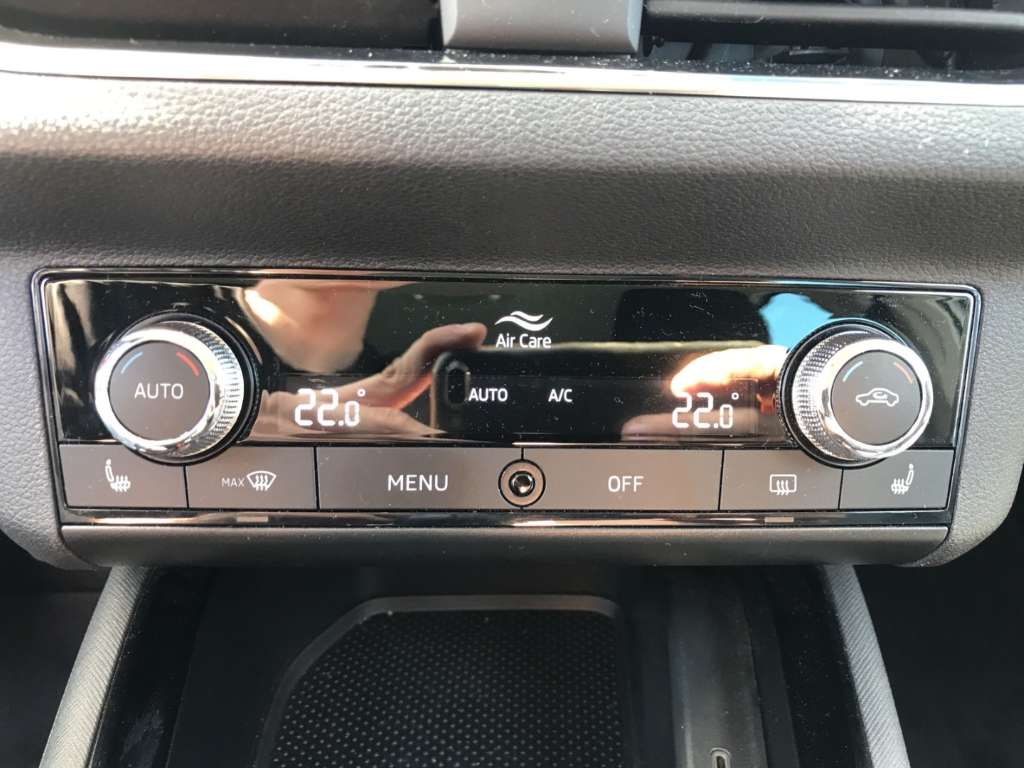 Air Care
AUTO
22.0°
AUTO
A/C
22.0°
MAX
MENU
OFF